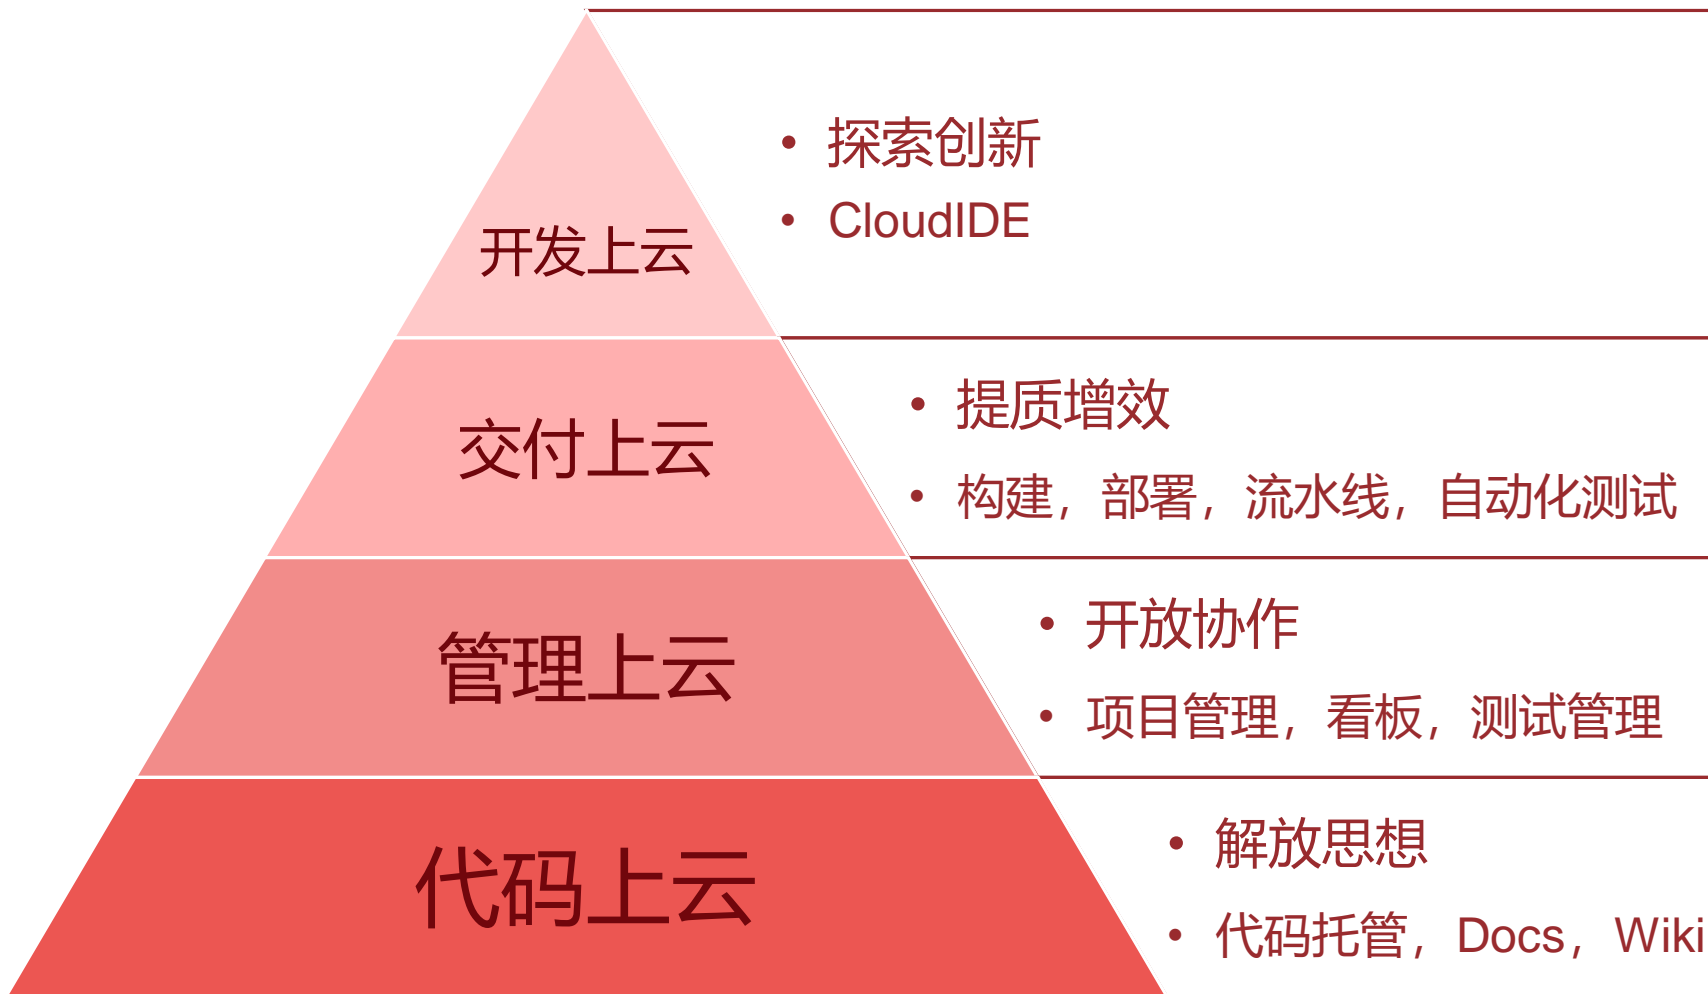 探索创新
CloudIDE
开发上云
提质增效
交付上云
构建，部署，流水线，自动化测试
开放协作
管理上云
项目管理，看板，测试管理
解放思想
代码上云
代码托管，Docs，Wiki